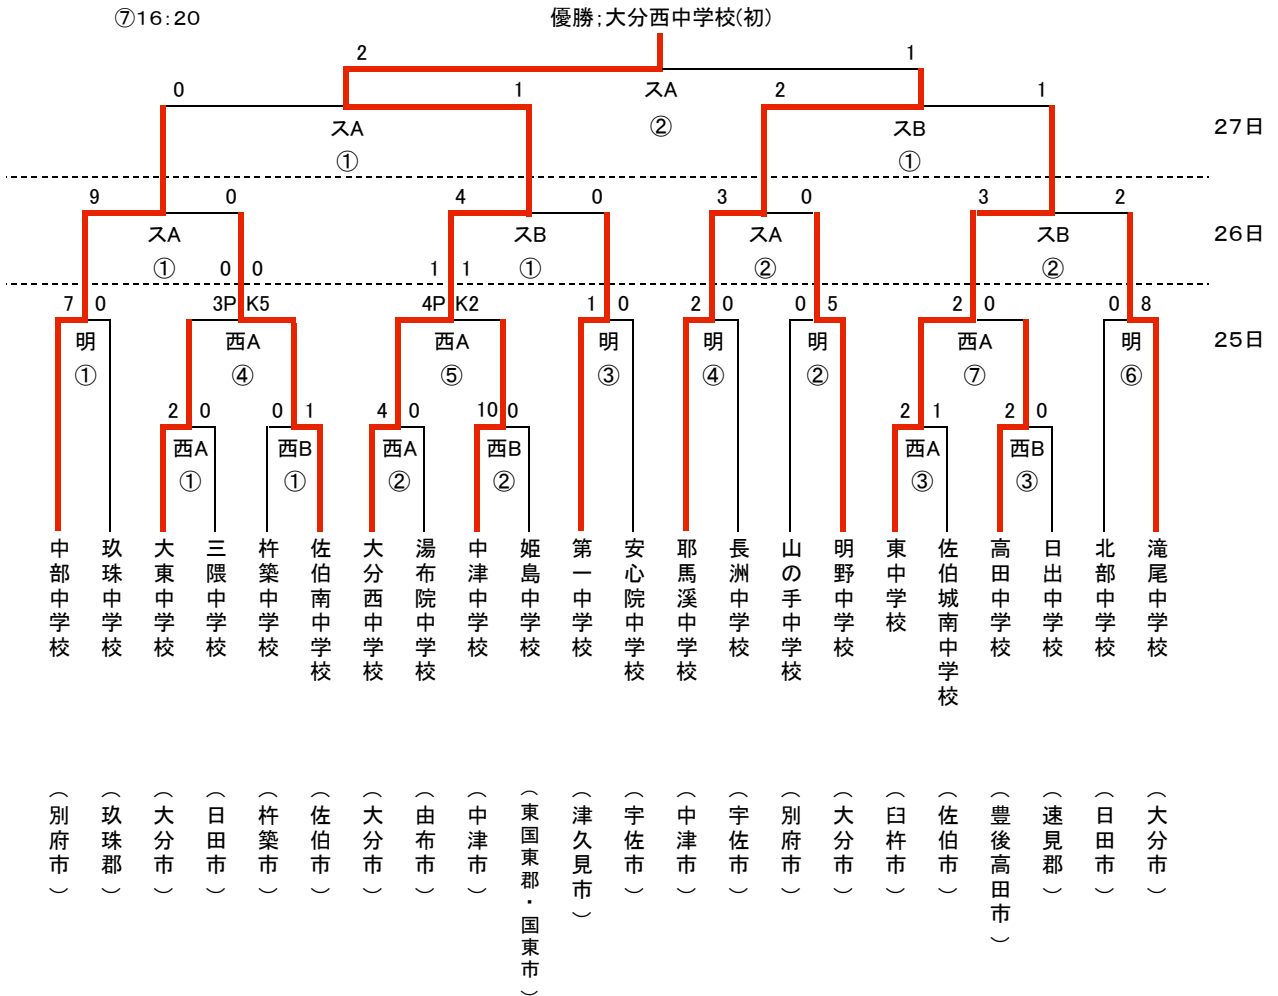 ⑦16:20
優勝;大分西中学校(初)
2 1
0 1 スA 2 1
スA ② スB 27日
① ①
9 0 4 0 3 0 3 2
スA スB スA スB 26日
① 0 0 1 1 ① ② ②
7 0 3P K5 4P K2 1 0 2 0 0 5 2 0 0 8
明 西A 西A 明 明 明 西A 明 25日
① ④ ⑤ ③ ④ ② ⑦ ⑥
2 0 0 1 4 0 10 0 2 1 2 0
西A 西B 西A 西B 西A 西B
① ① ② ② ③ ③
中部中学校
玖珠中学校
大東中学校
三隈中学校
杵築中学校
佐伯南中学校
大分西中学校
湯布院中学校
中津中学校
姫島中学校
第一中学校
安心院中学校
耶馬溪中学校
長洲中学校
山の手中学校
明野中学校
東中学校
佐伯城南中学校
高田中学校
日出中学校
北部中学校
滝尾中学校
(別府市)
(玖珠郡)
(大分市)
(日田市)
(杵築市)
(佐伯市)
(大分市)
(由布市)
(中津市)
(東国東郡・国東市)
(津久見市)
(宇佐市)
(中津市)
(宇佐市)
(別府市)
(大分市)
(臼杵市)
(佐伯市)
(豊後高田市)
(速見郡)
(日田市)
(大分市)